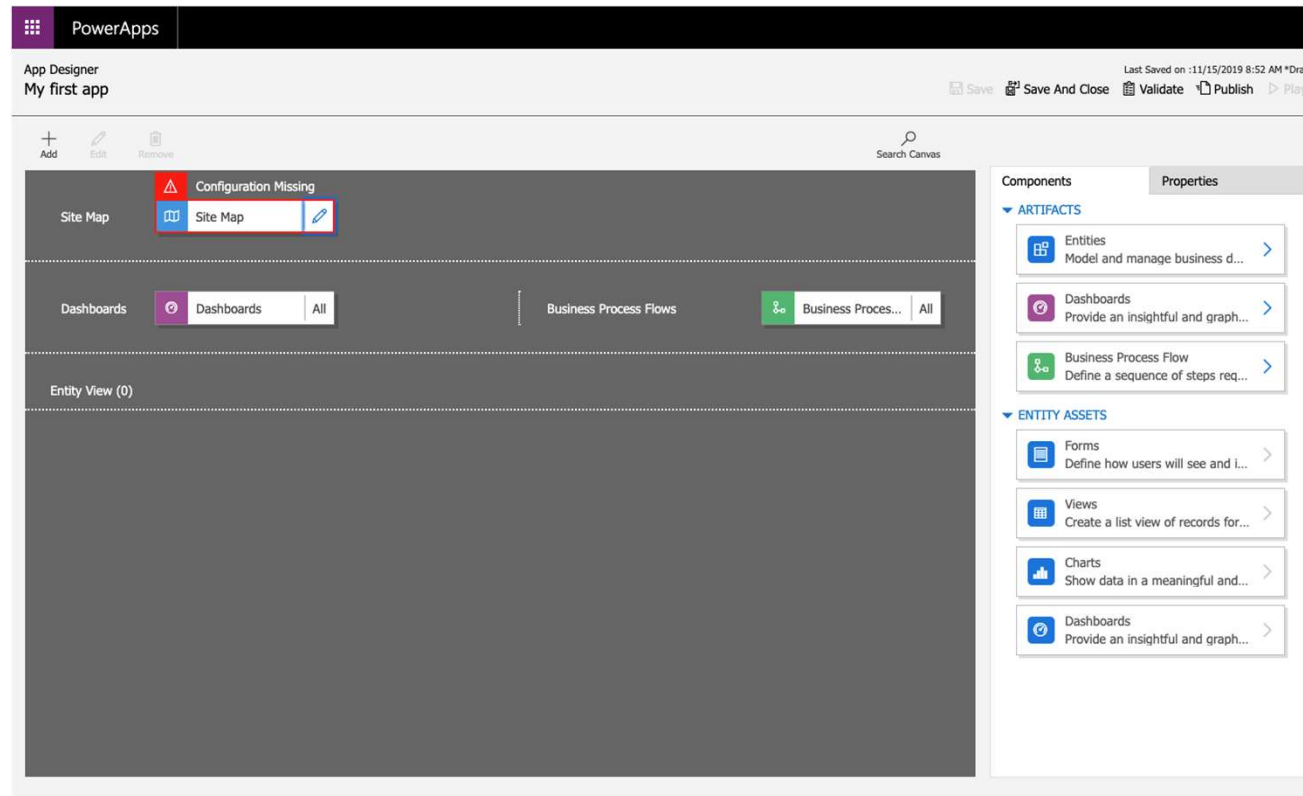 PowerApps
App Designer
My first app
Last Saved on :11/15/2019 8:52 AM *Dra
Save Save And Close Validate Publish Play
Add Edit Remove Search Canvas
Configuration Missing
Site Map Site Map
Dashboards Dashboards All Business Process Flows Business Proces... All
Entity View (0)
Components Properties
ARTIFACTS
Entities
Model and manage business d...
Dashboards
Provide an insightful and graph...
Business Process Flow
Define a sequence of steps req...
ENTITY ASSETS
Forms
Define how users will see and i...
Views
Create a list view of records for...
Charts
Show data in a meaningful and...
Dashboards
Provide an insightful and graph...